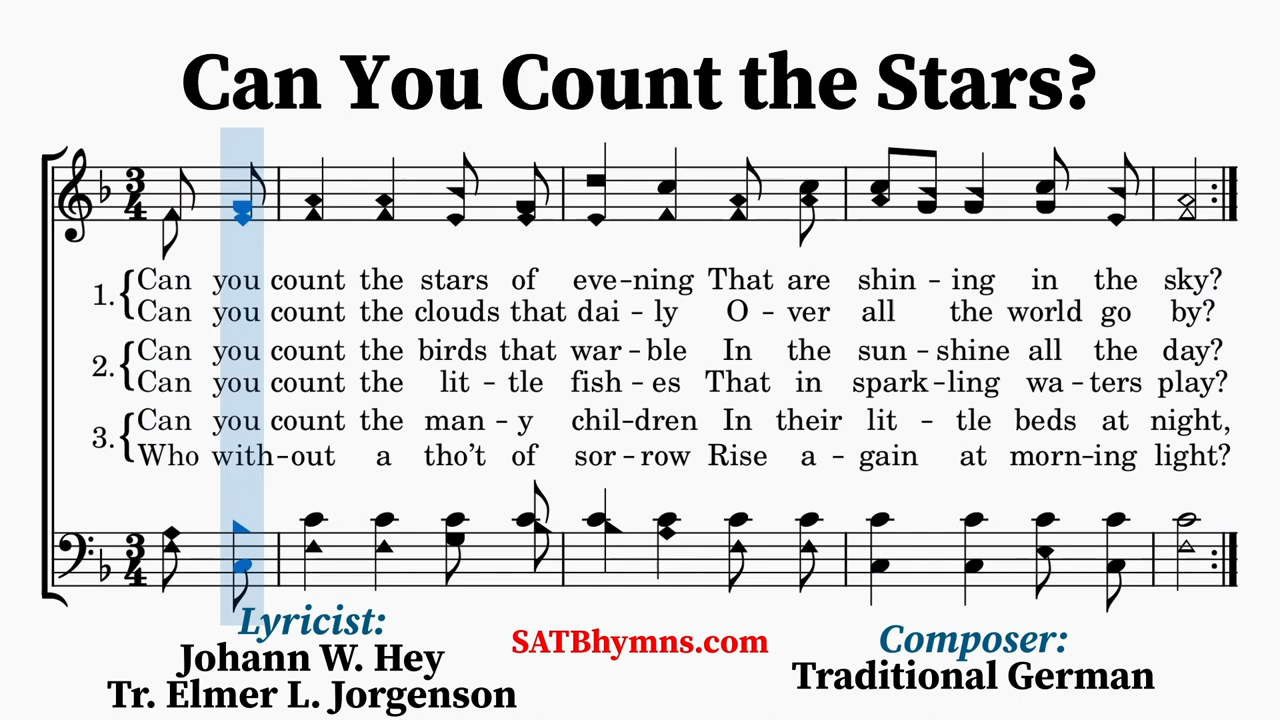 Can You Count the Stars?
3
4
1. { Can you count the stars of eve-ning That are shin - ing in the sky?
Can you count the clouds that dai - ly O - ver all the world go by?
2. { Can you count the birds that war - ble In the sun - shine all the day?
Can you count the lit - tle fish - es That in spark - ling wa - ters play?
3. { Can you count the man - y chil-dren In their lit - tle beds at night,
Who with-out a tho't of sor - row Rise a - gain at morn-ing light?
3
4
Lyricist:
Johann W. Hey
Tr. Elmer L. Jorgenson
SATBhymns.com
Composer:
Traditional German